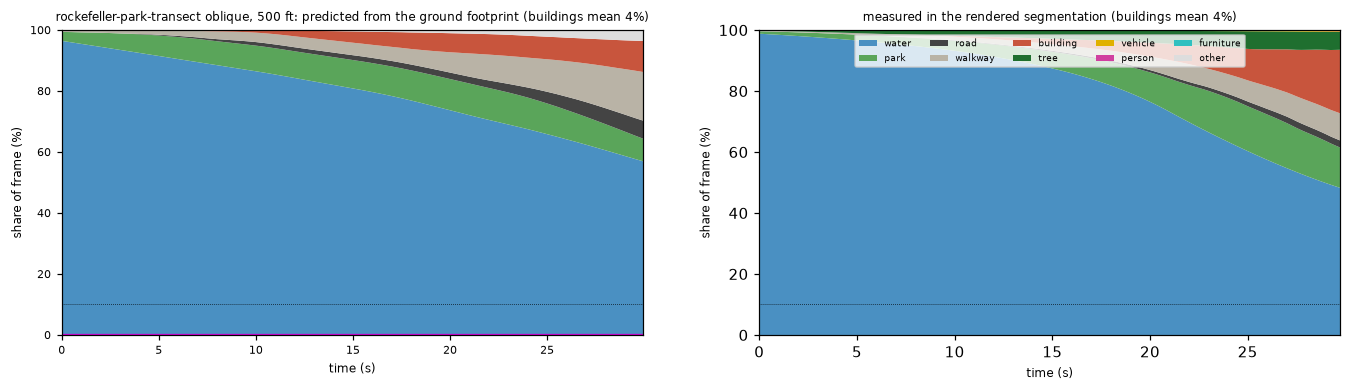 rockefeller-park-transect oblique, 500 ft: predicted from the ground footprint (buildings mean 4%)
100
80
60
40
20
0
share of frame (%)
0 5 10 15 20 25
time (s)
measured in the rendered segmentation (buildings mean 4%)
water road building vehicle furniture
park walkway tree person other
100
80
60
40
20
0
share of frame (%)
0 5 10 15 20 25
time (s)